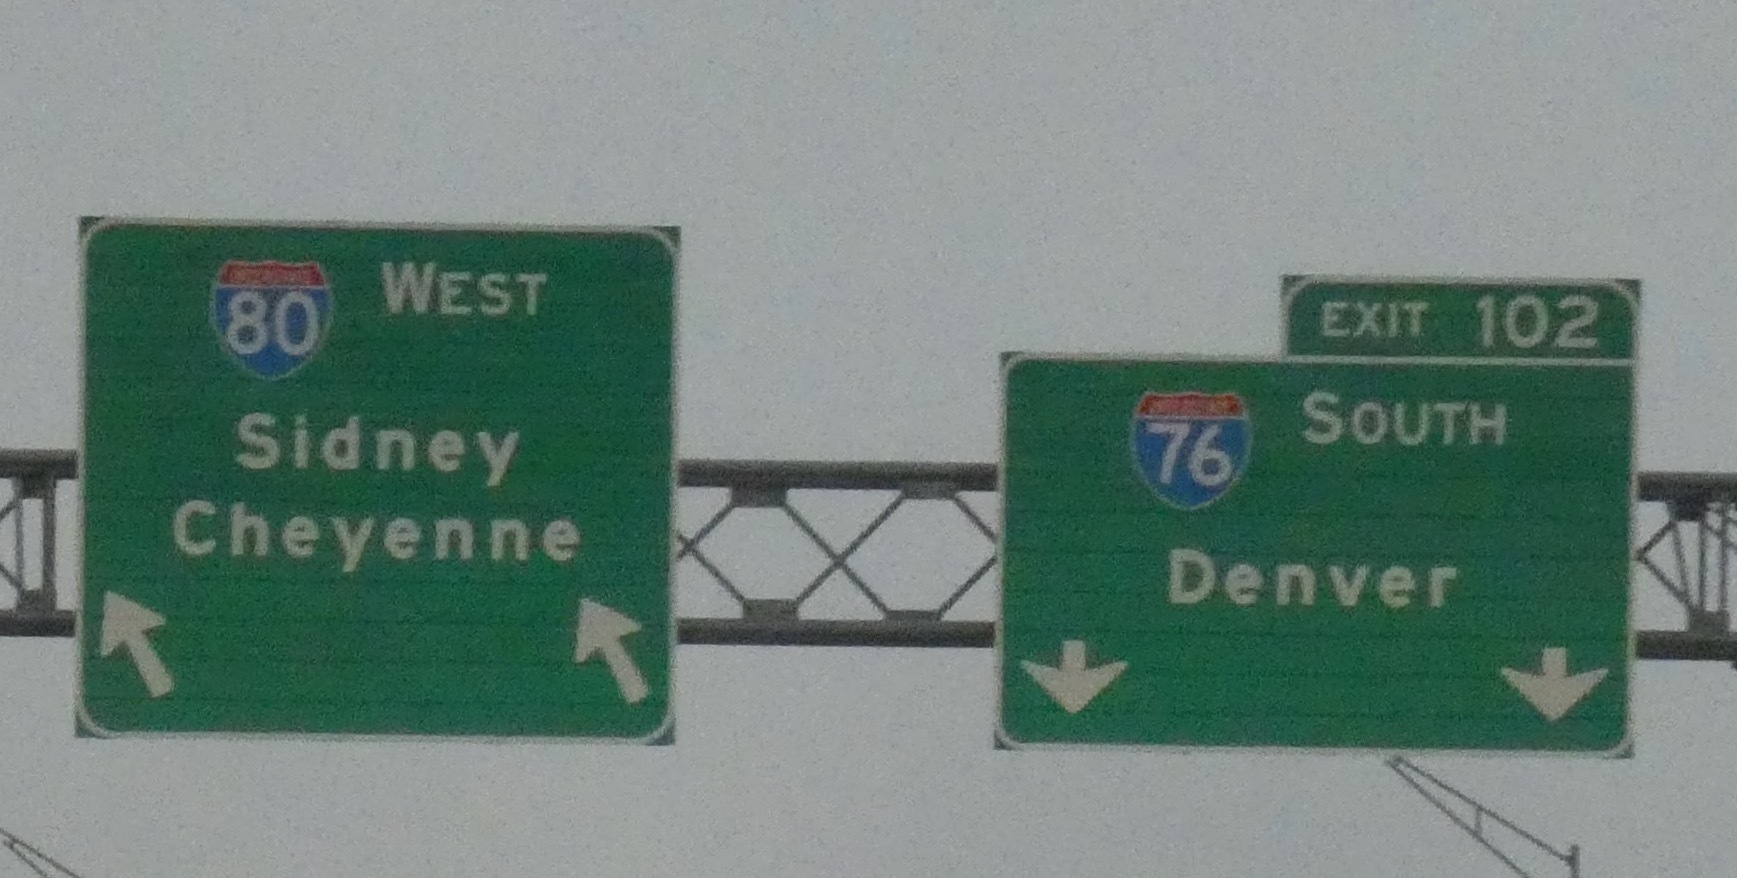 80 WEST
Sidney
Cheyenne
EXIT 102
76 SOUTH
Denver